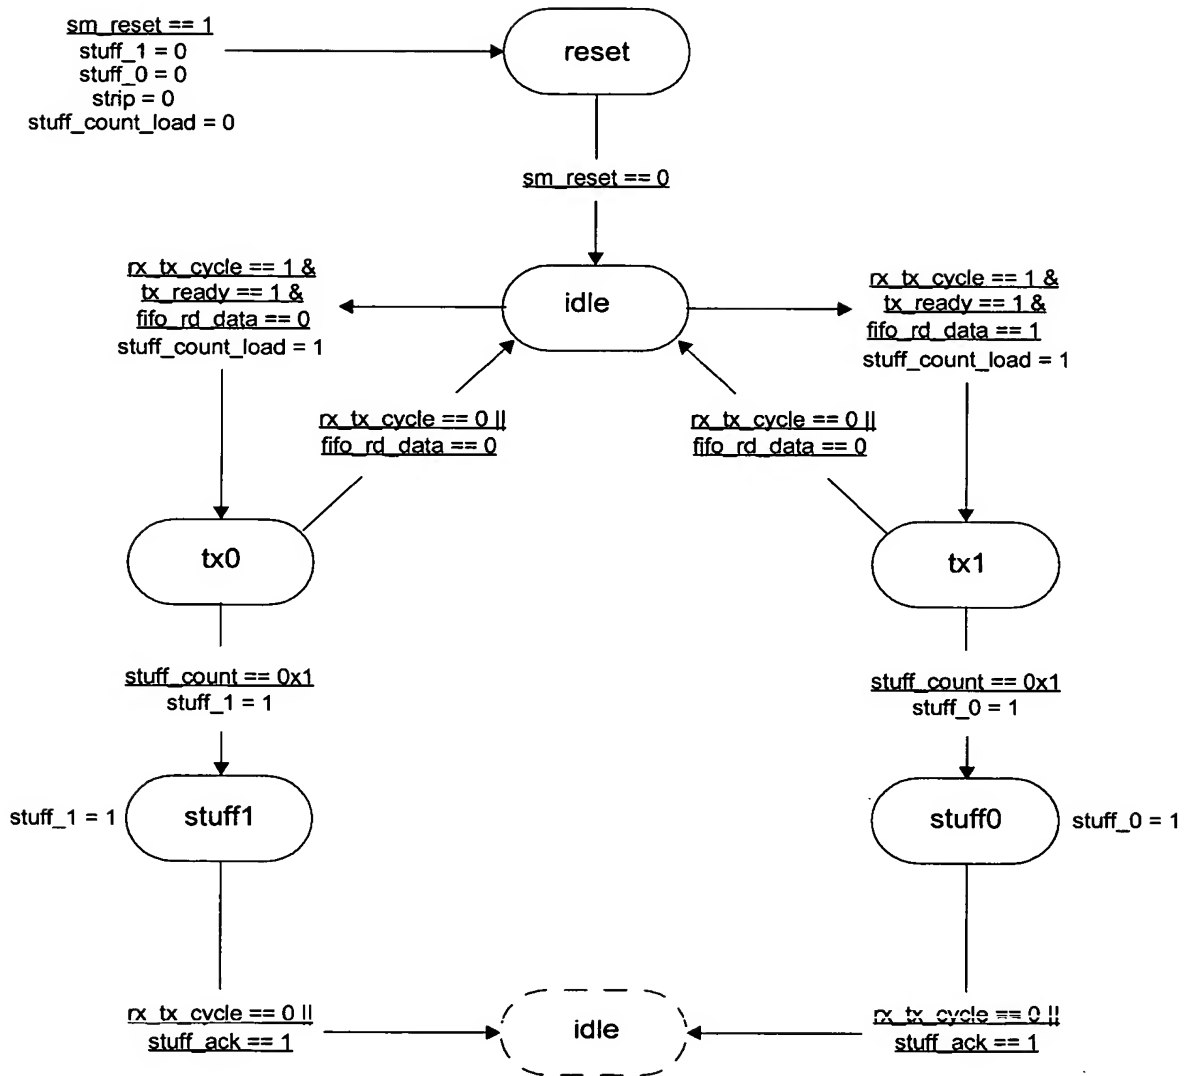 sm_reset == 1
stuff_1 = 0
stuff_0 = 0
strip = 0
stuff_count_load = 0
reset
sm_reset == 0
rx_tx_cycle == 1 &
tx_ready == 1 &
fifo_rd_data == 0
stuff_count_load = 1
idle
rx_tx_cycle == 1 &
tx_ready == 1 &
fifo_rd_data == 1
stuff_count_load = 1
rx_tx_cycle == 0 ||
fifo_rd_data == 0
rx_tx_cycle == 0 ||
fifo_rd_data == 0
tx0
tx1
stuff_count == 0x1
stuff_1 = 1
stuff_count == 0x1
stuff_0 = 1
stuff_1 = 1
stuff1
stuff0
stuff_0 = 1
rx_tx_cycle == 0 ||
stuff_ack == 1
idle
rx_tx_cycle == 0 ||
stuff_ack == 1